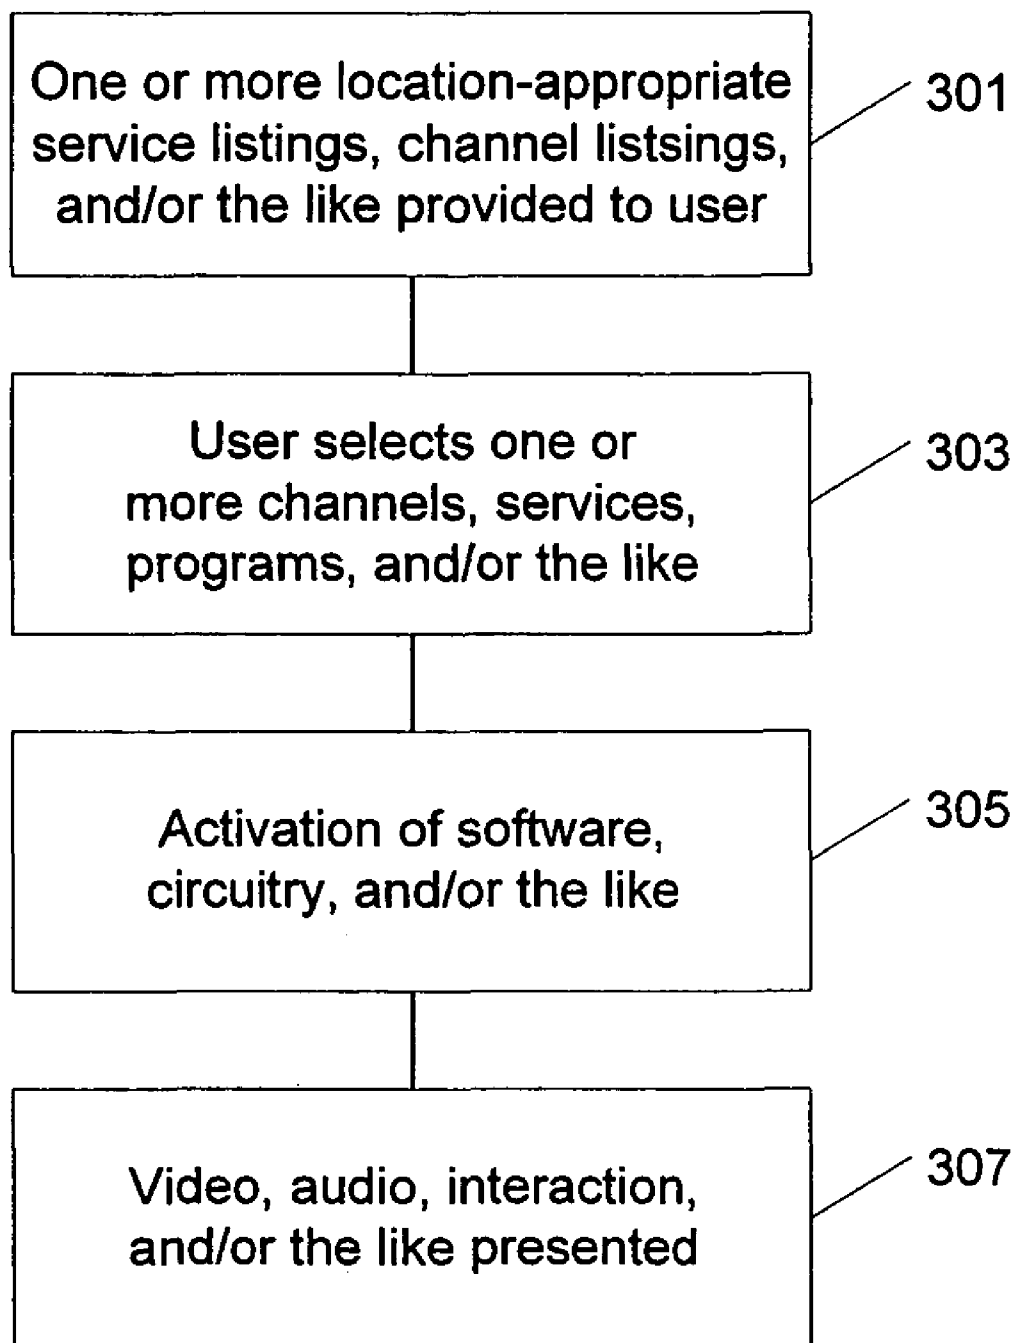 One or more location-appropriate
service listings, channel listsings,
and/or the like provided to user
301
User selects one or
more channels, services,
programs, and/or the like
303
Activation of software,
circuitry, and/or the like
305
Video, audio, interaction,
and/or the like presented
307